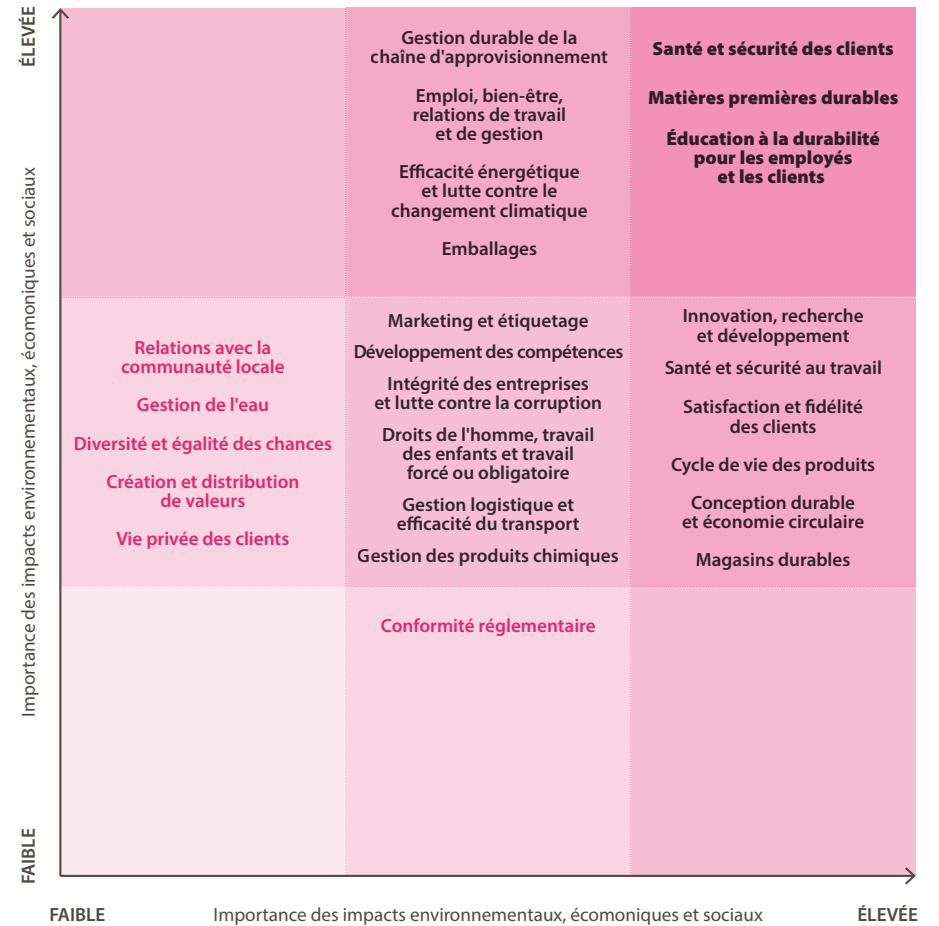 ÉLEVÉE
Importance des impacts environnementaux, écomoniques et sociaux
FAIBLE
Gestion durable de la
chaîne d'approvisionnement
Emploi, bien-être,
relations de travail
et de gestion
Efficacité énergétique
et lutte contre le
changement climatique
Emballages
Santé et sécurité des clients
Matières premières durables
Éducation à la durabilité
pour les employés
et les clients
Relations avec la
communauté locale
Gestion de l'eau
Diversité et égalité des chances
Création et distribution
de valeurs
Vie privée des clients
Marketing et étiquetage
Développement des compétences
Intégrité des entreprises
et lutte contre la corruption
Droits de l'homme, travail
des enfants et travail
forcé ou obligatoire
Gestion logistique et
efficacité du transport
Gestion des produits chimiques
Innovation, recherche
et développement
Santé et sécurité au travail
Satisfaction et fidélité
des clients
Cycle de vie des produits
Conception durable
et économie circulaire
Magasins durables
Conformité réglementaire
FAIBLE
Importance des impacts environnementaux, écomoniques et sociaux
ÉLEVÉE